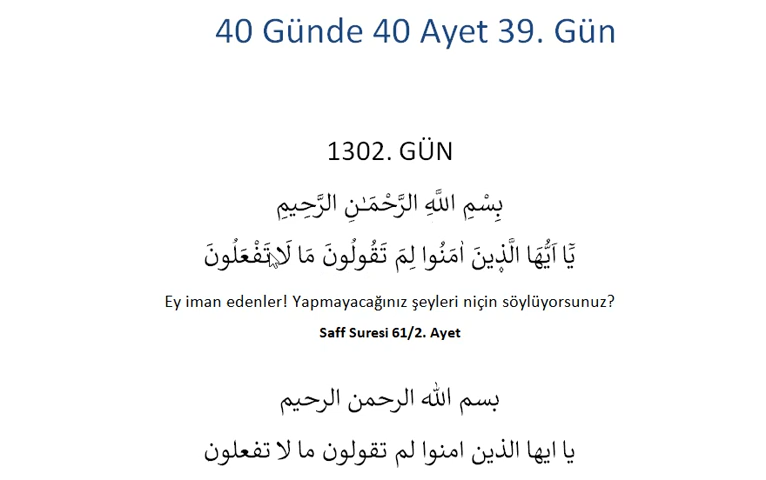 40 Günde 40 Ayet 39. Gün
1302. GÜN
بِسْمِ اللَّهِ الرَّحْمَـٰنِ الرَّحِيمِ
يَٓا اَيُّهَا الَّذ۪ينَ اٰمَنُوا لِمَ تَقُولُونَ مَا لَا تَفْعَلُونَ
Ey iman edenler! Yapmayacağınız şeyleri niçin söylüyorsunuz?
Saff Suresi 61/2. Ayet
بسم الله الرحمن الرحيم
يا ايها الذين امنوا لم تقولون ما لا تفعلون